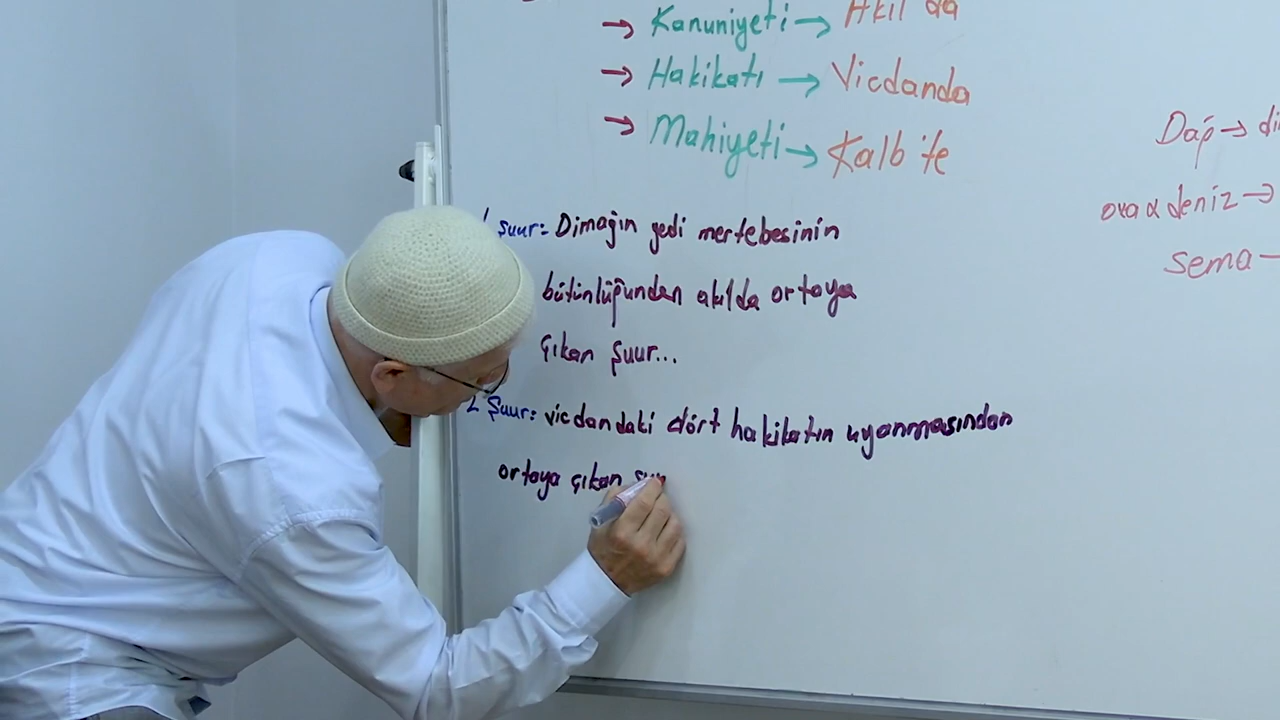 → Kanuniyeti → Akıl da
→ Hakikatı → Vicdanda
→ Mahiyeti → Kalb'te
Dağ →
ova α deniz →
sema —
1 Şuur: Dimağın yedi mertebesinin
bütünlüğünden akılda ortaya
çıkan Şuur...
2 Şuur: vicdandaki dört hakikatın uyanmasından
ortaya çıkan şuu